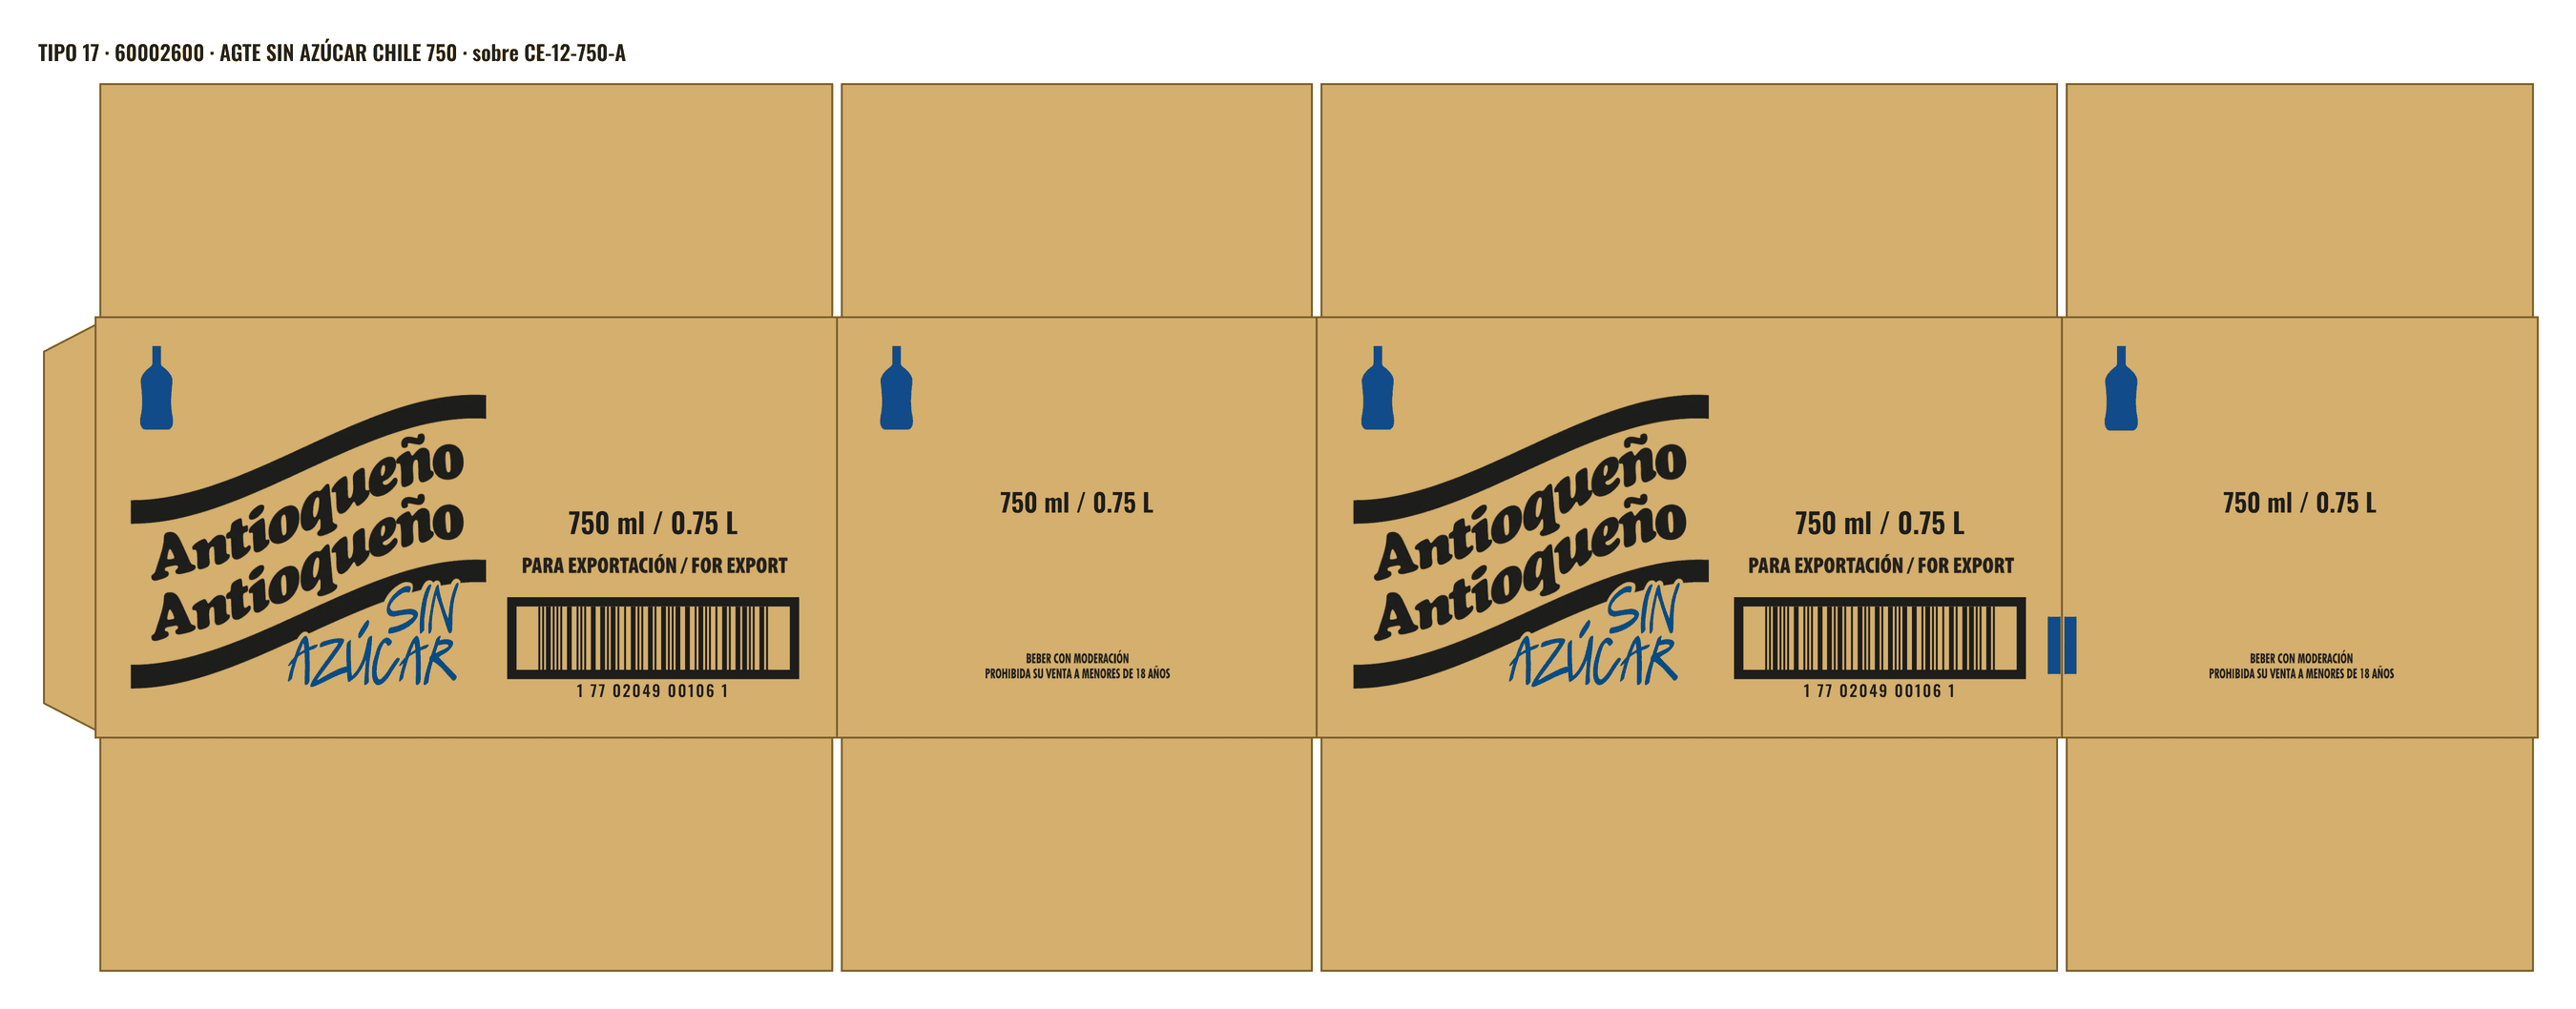 TIPO 17 · 60002600 · AGTE SIN AZÚCAR CHILE 750 · sobre CE-12-750-A
Antioqueño
Antioqueño
SIN
AZÚCAR
750 ml / 0.75 L
PARA EXPORTACIÓN / FOR EXPORT
1 77 02049 00106 1
750 ml / 0.75 L
BEBER CON MODERACIÓN
PROHIBIDA SU VENTA A MENORES DE 18 AÑOS
Antioqueño
Antioqueño
SIN
AZÚCAR
750 ml / 0.75 L
PARA EXPORTACIÓN / FOR EXPORT
1 77 02049 00106 1
750 ml / 0.75 L
BEBER CON MODERACIÓN
PROHIBIDA SU VENTA A MENORES DE 18 AÑOS